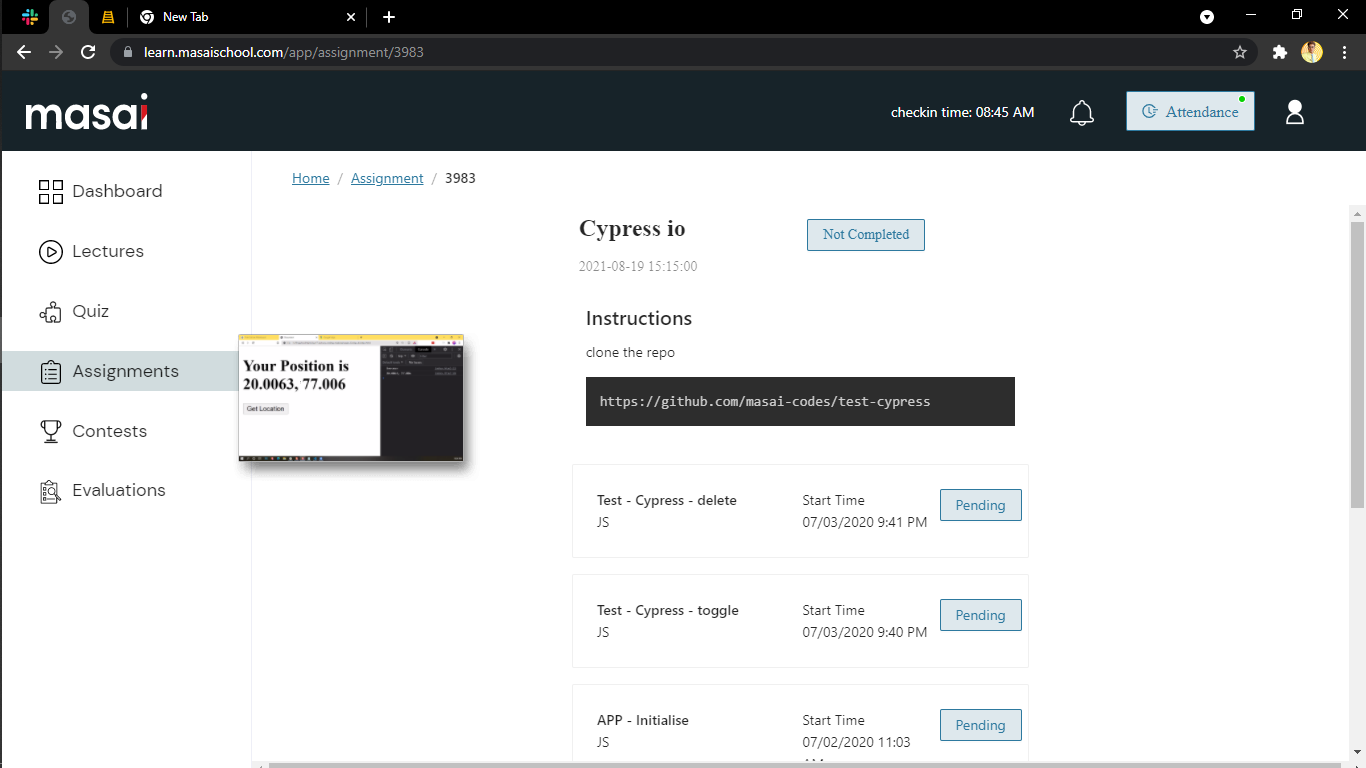 New Tab
learn.masaischool.com/app/assignment/3983
masai
checkin time: 08:45 AM
Attendance
Dashboard
Lectures
Quiz
Assignments
Contests
Evaluations
Home / Assignment / 3983
Cypress io
Not Completed
2021-08-19 15:15:00
Instructions
clone the repo
https://github.com/masai-codes/test-cypress
Your Position is
20.0063, 77.006
Get Location
Test - Cypress - delete
JS
Start Time
07/03/2020 9:41 PM
Pending
Test - Cypress - toggle
JS
Start Time
07/03/2020 9:40 PM
Pending
APP - Initialise
JS
Start Time
07/02/2020 11:03
Pending